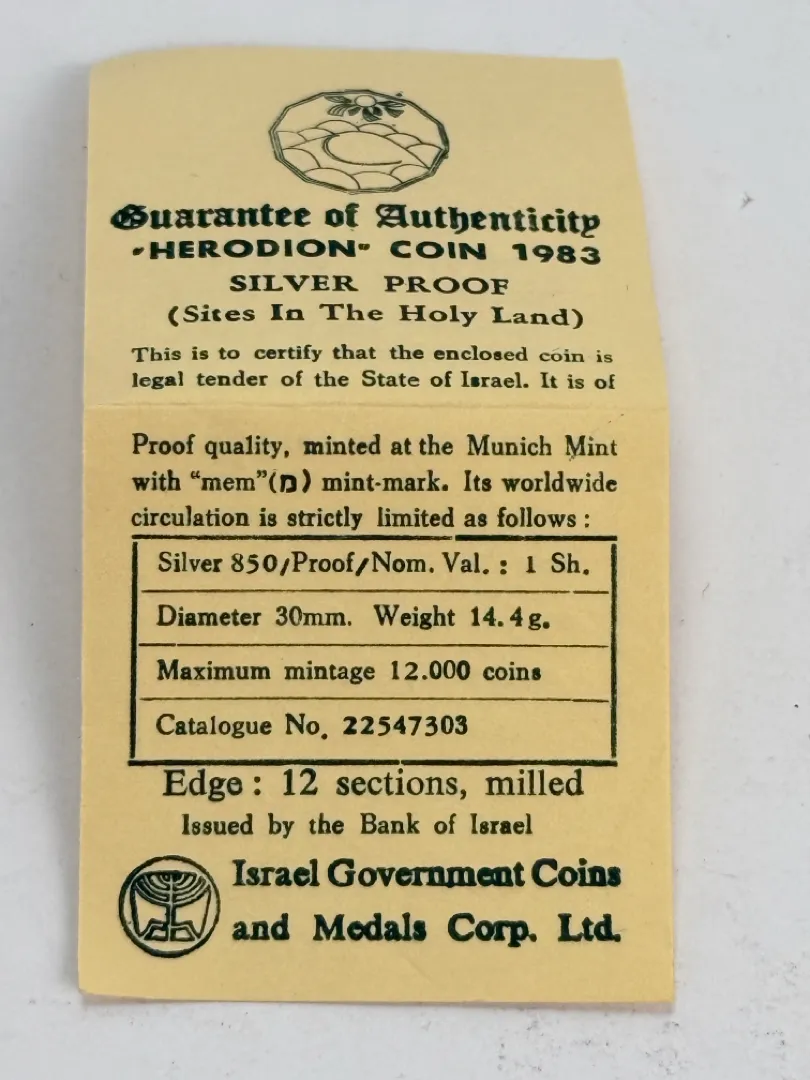 Guarantee of Authenticity
"HERODION" COIN 1983
SILVER PROOF
(Sites In The Holy Land)
This is to certify that the enclosed coin is
legal tender of the State of Israel. It is of
Proof quality, minted at the Munich Mint
with “mem”(מ) mint-mark. Its worldwide
circulation is strictly limited as follows :
Silver 850/Proof/Nom. Val. : 1 Sh.
Diameter 30mm. Weight 14.4g.
Maximum mintage 12.000 coins
Catalogue No. 22547303
Edge : 12 sections, milled
Issued by the Bank of Israel
Israel Government Coins
and Medals Corp. Ltd.